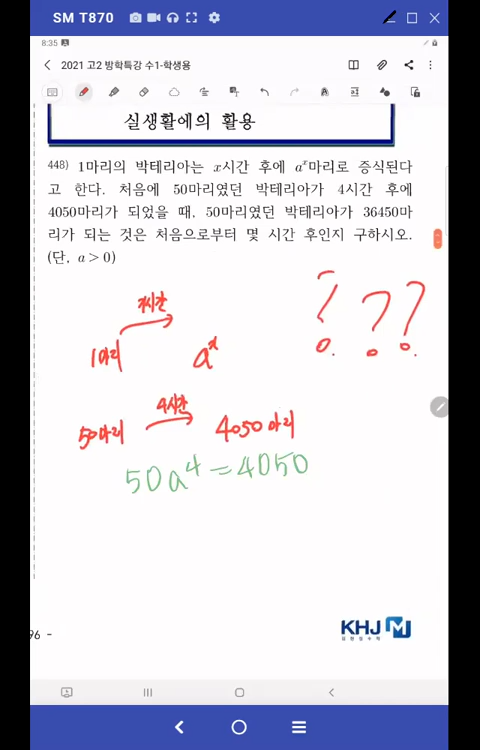 SM T870
8:35
2021 고2 방학특강 수1-학생용
실생활에의 활용
448) 1마리의 박테리아는 x시간 후에 aˣ마리로 증식된다
고 한다. 처음에 50마리였던 박테리아가 4시간 후에
4050마리가 되었을 때, 50마리였던 박테리아가 36450마
리가 되는 것은 처음으로부터 몇 시간 후인지 구하시오.
(단, a > 0)
x시간
1마리 aˣ
? ? ?
4시간
50마리 4050마리
50a⁴=4050
96 -
KHJ M